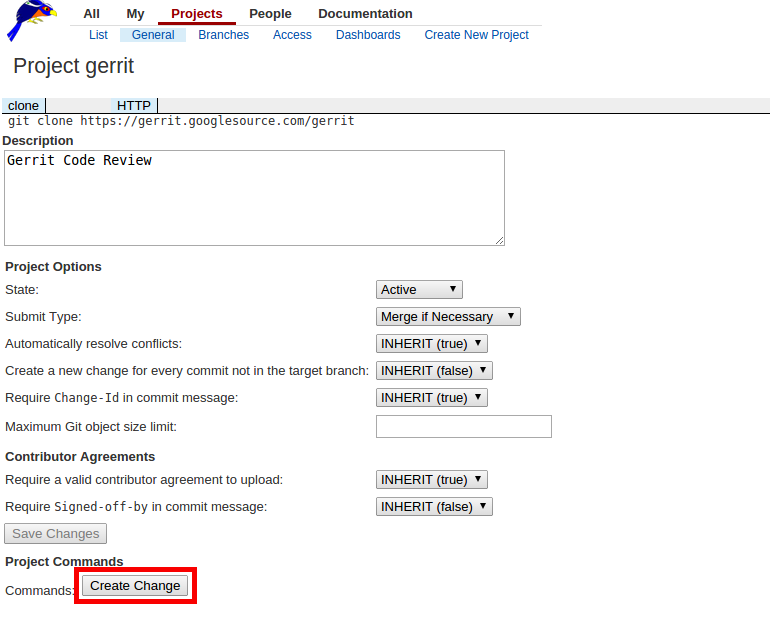 All My Projects People Documentation
List General Branches Access Dashboards Create New Project
Project gerrit
clone HTTP
git clone https://gerrit.googlesource.com/gerrit
Description
Gerrit Code Review
Project Options
State: Active
Submit Type: Merge if Necessary
Automatically resolve conflicts: INHERIT (true)
Create a new change for every commit not in the target branch: INHERIT (false)
Require Change-Id in commit message: INHERIT (true)
Maximum Git object size limit:
Contributor Agreements
Require a valid contributor agreement to upload: INHERIT (true)
Require Signed-off-by in commit message: INHERIT (false)
Save Changes
Project Commands
Commands: Create Change